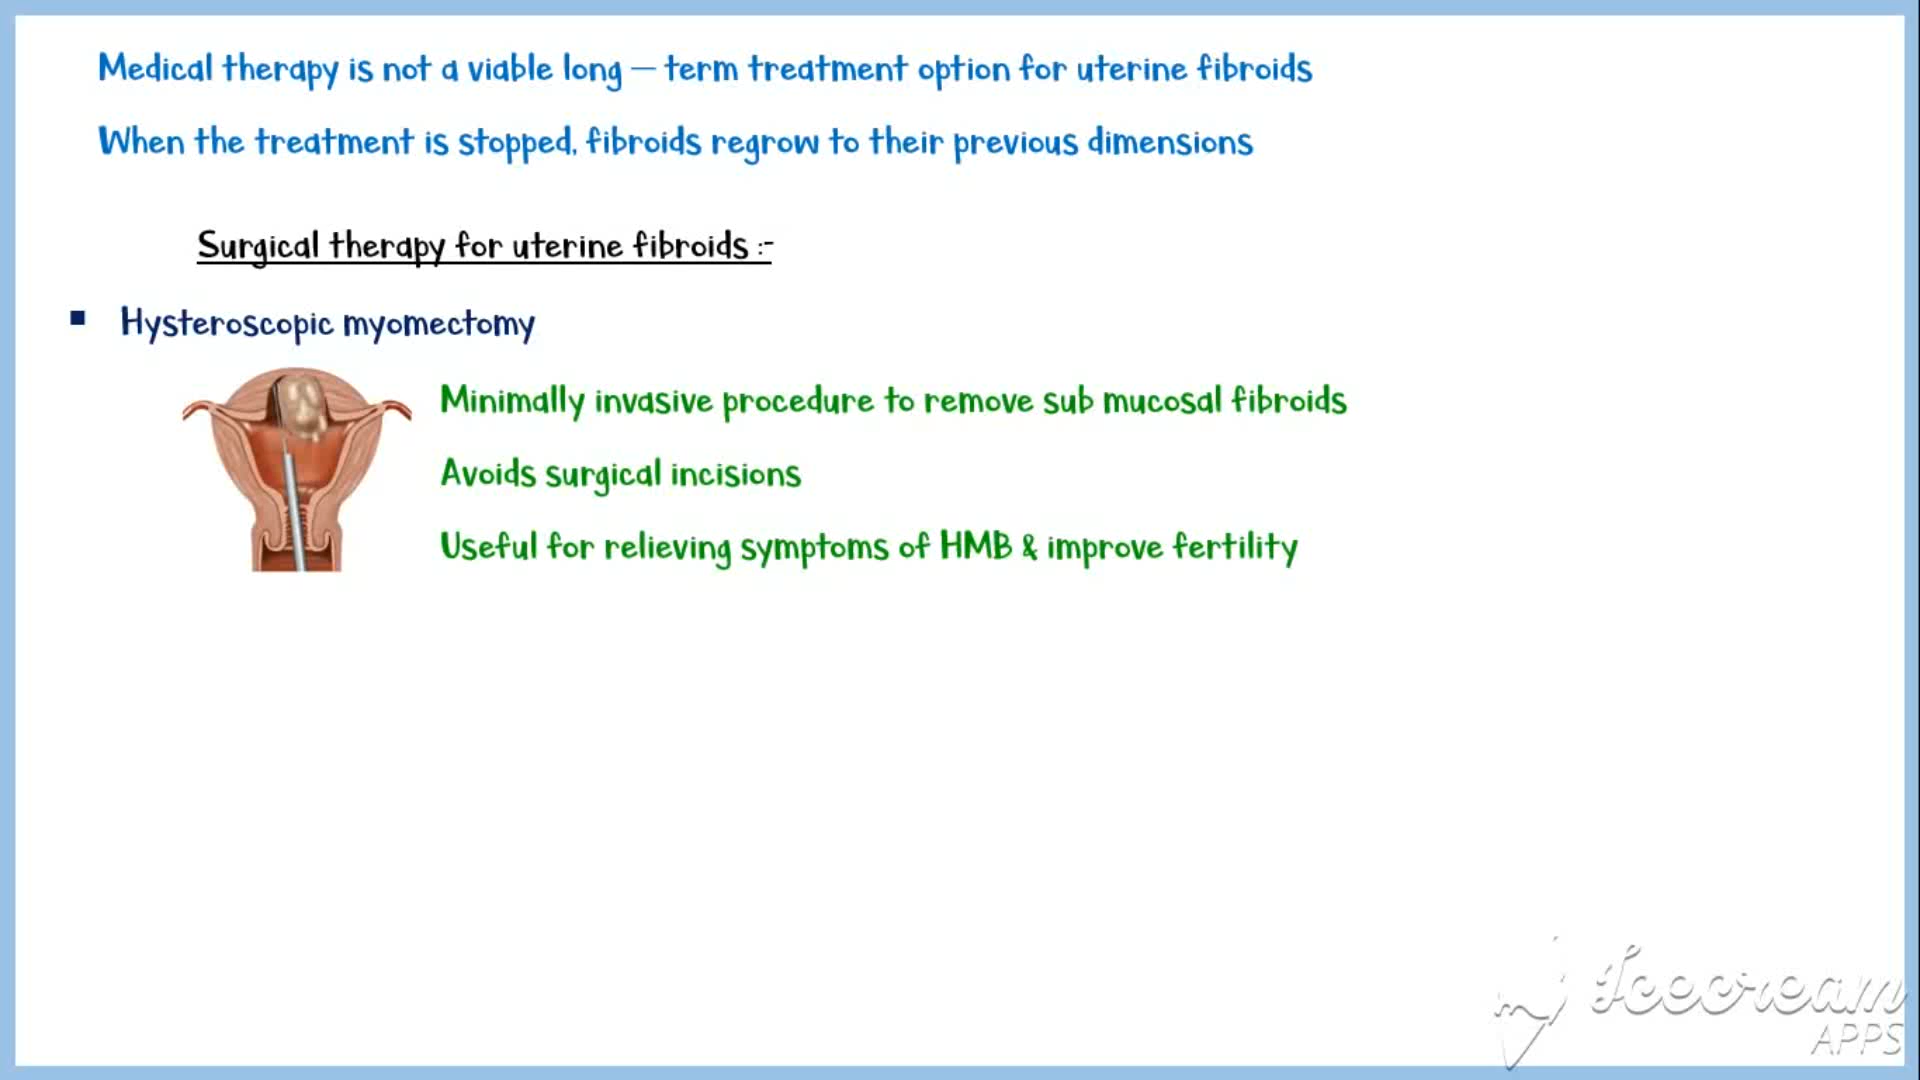 Medical therapy is not a viable long – term treatment option for uterine fibroids
When the treatment is stopped, fibroids regrow to their previous dimensions
Surgical therapy for uterine fibroids :-
▪ Hysteroscopic myomectomy
Minimally invasive procedure to remove sub mucosal fibroids
Avoids surgical incisions
Useful for relieving symptoms of HMB & improve fertility
Icecream
APPS